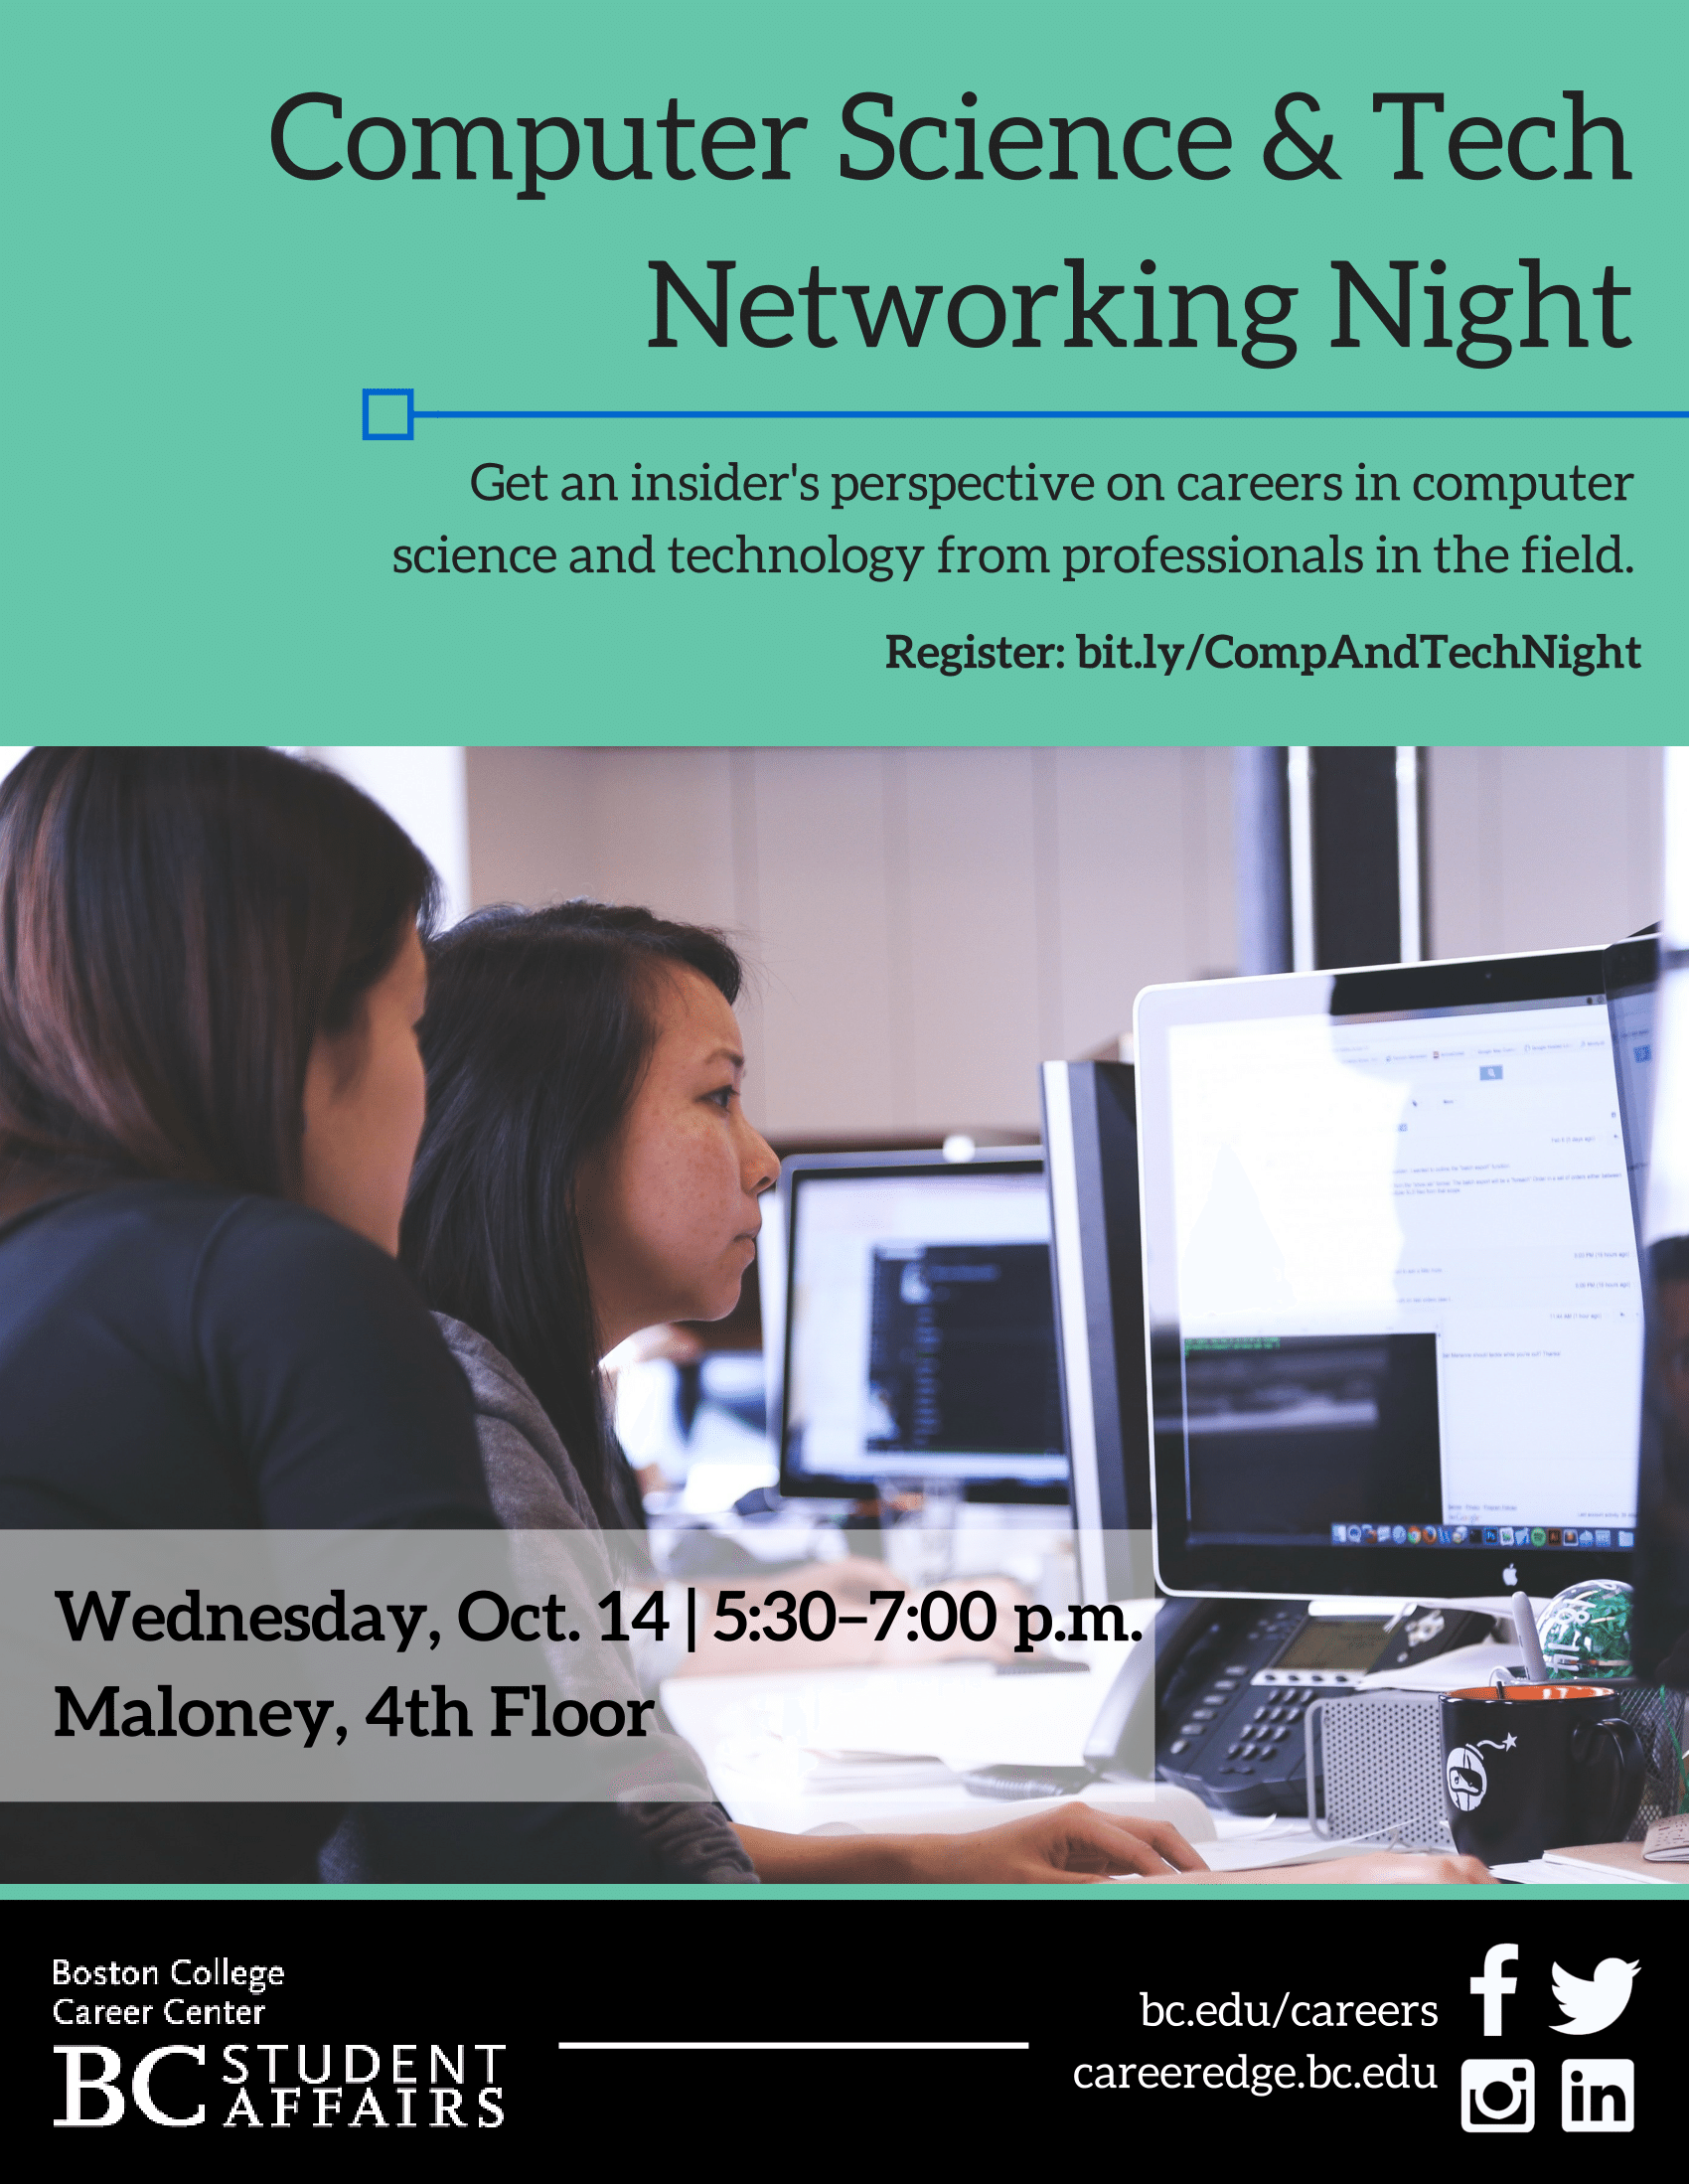 Computer Science & Tech
Networking Night
Get an insider's perspective on careers in computer
science and technology from professionals in the field.
Register: bit.ly/CompAndTechNight
Wednesday, Oct. 14 | 5:30–7:00 p.m.
Maloney, 4th Floor
Boston College
Career Center
BC STUDENT
AFFAIRS
bc.edu/careers
careeredge.bc.edu